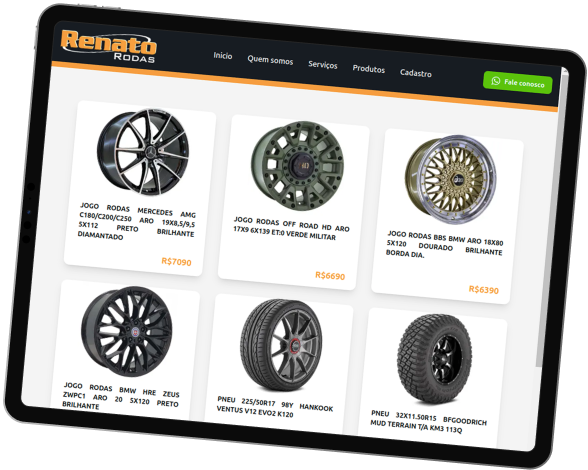 Renato
RODAS
Início
Quem somos
Serviços
Produtos
Cadastro
Fale conosco
JOGO RODAS MERCEDES AMG
C180/C200/C250 ARO 19X8,5/9,5
5X112 PRETO BRILHANTE
DIAMANTADO
R$7090
JOGO RODAS OFF ROAD HD ARO
17X9 6X139 ET:0 VERDE MILITAR
R$6690
JOGO RODAS BBS BMW ARO 18X80
5X120 DOURADO BRILHANTE
BORDA DIA.
R$6390
JOGO RODAS BMW HRE ZEUS
ZWPC1 ARO 20 5X120 PRETO
BRILHANTE
PNEU 225/50R17 98Y HANKOOK
VENTUS V12 EVO2 K120
PNEU 32X11.50R15 BFGOODRICH
MUD TERRAIN T/A KM3 113Q